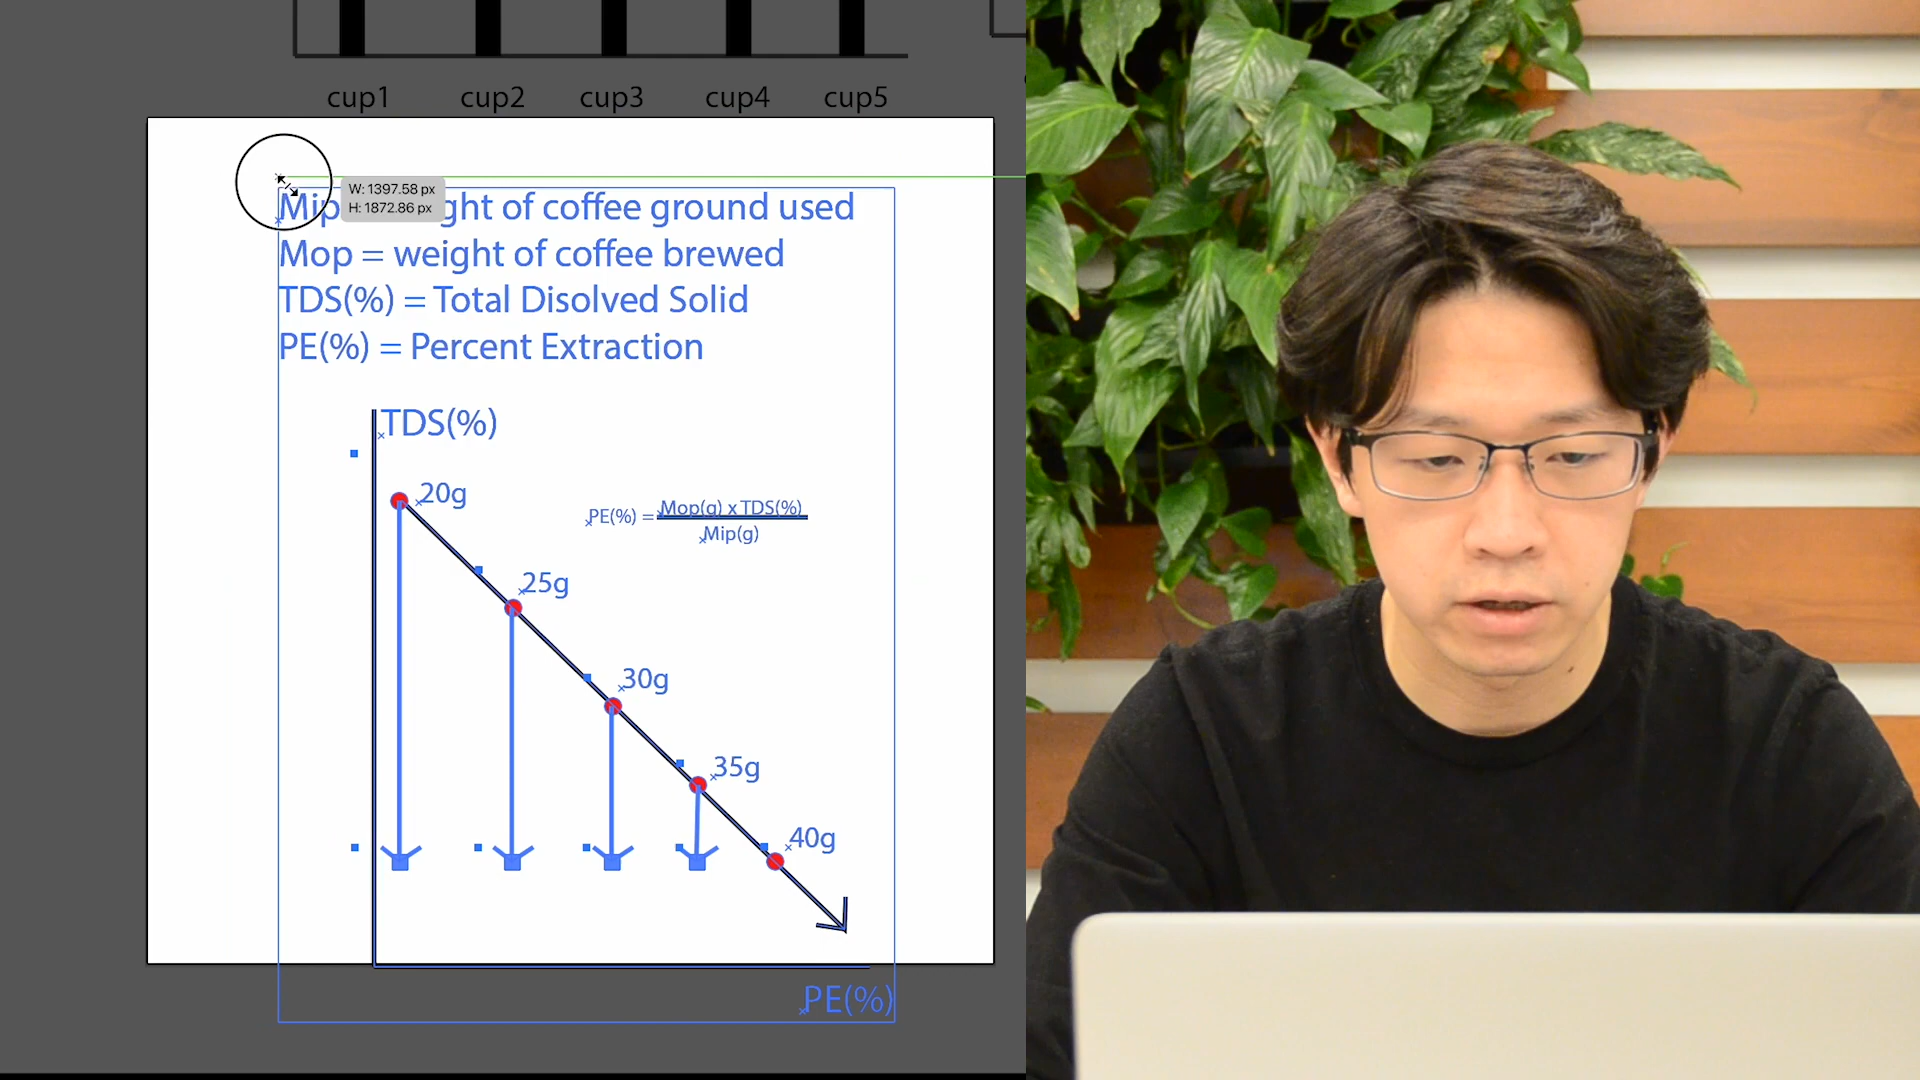 cup1 cup2 cup3 cup4 cup5
W: 1397.58 px
H: 1872.86 px
Mip ght of coffee ground used
Mop = weight of coffee brewed
TDS(%) = Total Disolved Solid
PE(%) = Percent Extraction
TDS(%)
20g
PE(%) = Mop(g) x TDS(%)
Mip(g)
25g
30g
35g
40g
PE(%)